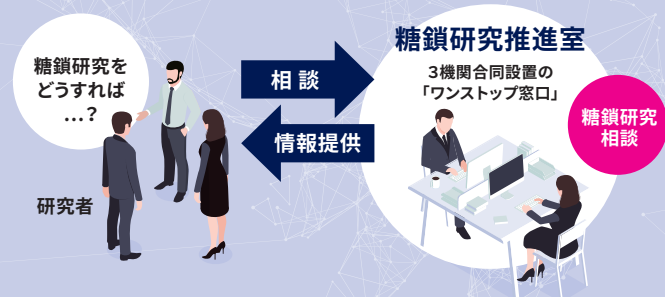 糖鎖研究を
どうすれば
…？
研究者
相談
情報提供
糖鎖研究推進室
3機関合同設置の
「ワンストップ窓口」
糖鎖研究
相談